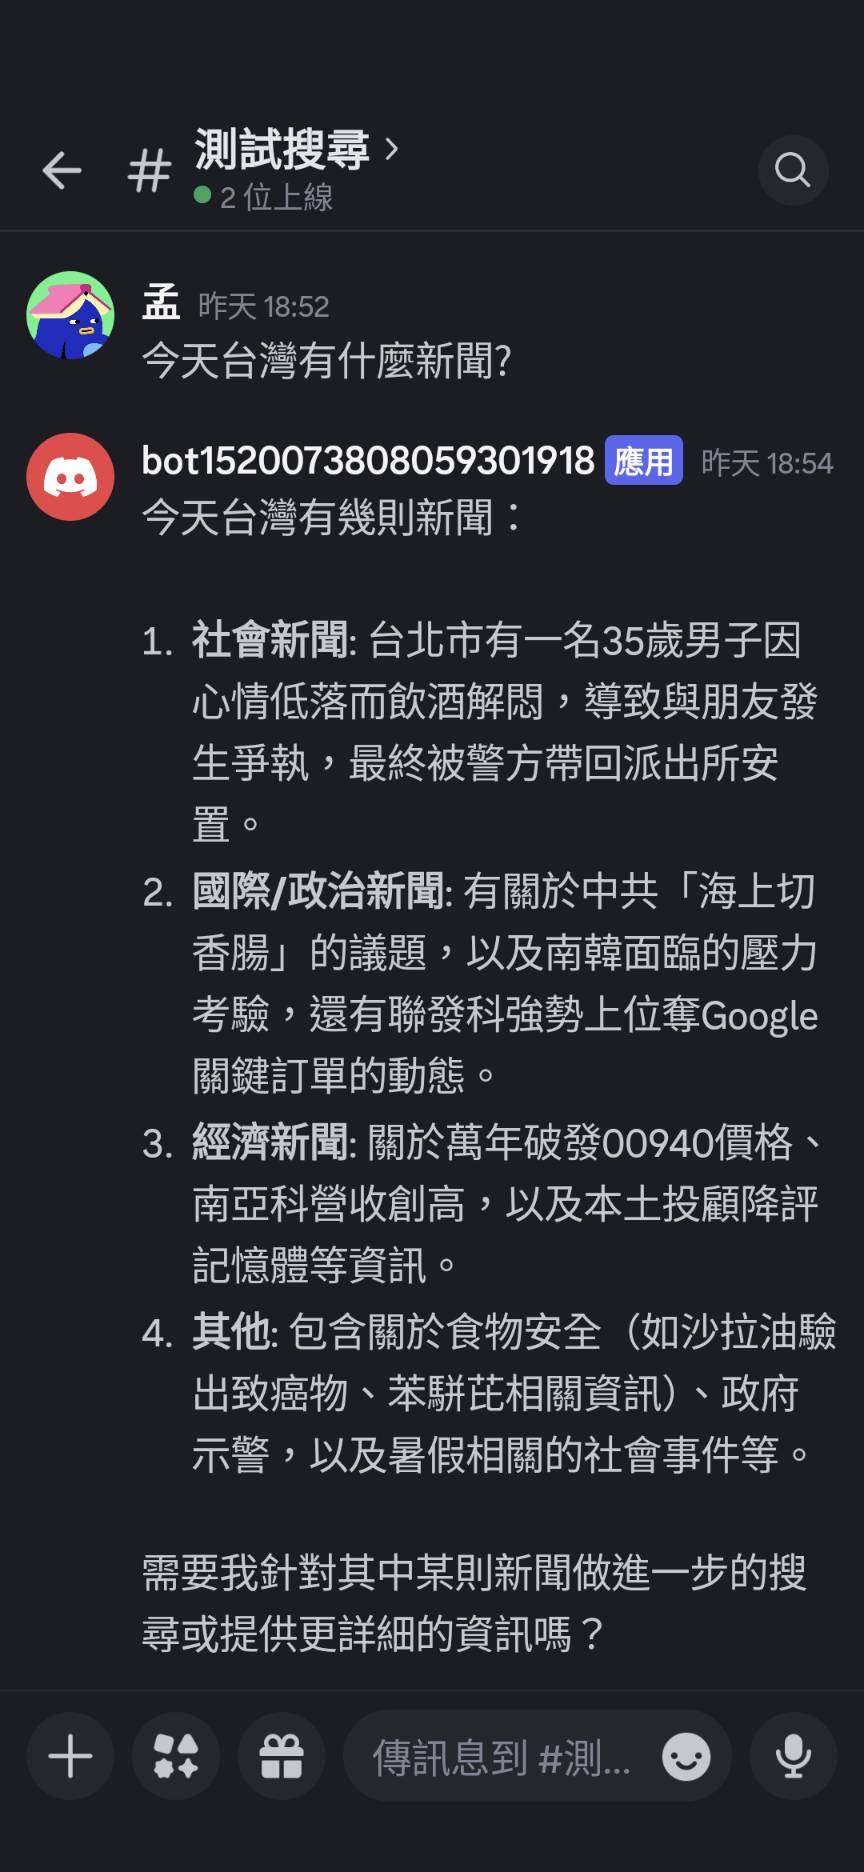 測試搜尋
2 位上線
孟 昨天 18:52
今天台灣有什麼新聞?
bot1520073808059301918 應用 昨天 18:54
今天台灣有幾則新聞：
1. 社會新聞: 台北市有一名35歲男子因
心情低落而飲酒解悶，導致與朋友發
生爭執，最終被警方帶回派出所安
置。
2. 國際/政治新聞: 有關於中共「海上切
香腸」的議題，以及南韓面臨的壓力
考驗，還有聯發科強勢上位奪Google
關鍵訂單的動態。
3. 經濟新聞: 關於萬年破發00940價格、
南亞科營收創高，以及本土投顧降評
記憶體等資訊。
4. 其他: 包含關於食物安全（如沙拉油驗
出致癌物、苯駢芘相關資訊）、政府
示警，以及暑假相關的社會事件等。
需要我針對其中某則新聞做進一步的搜
尋或提供更詳細的資訊嗎？
傳訊息到 #測...